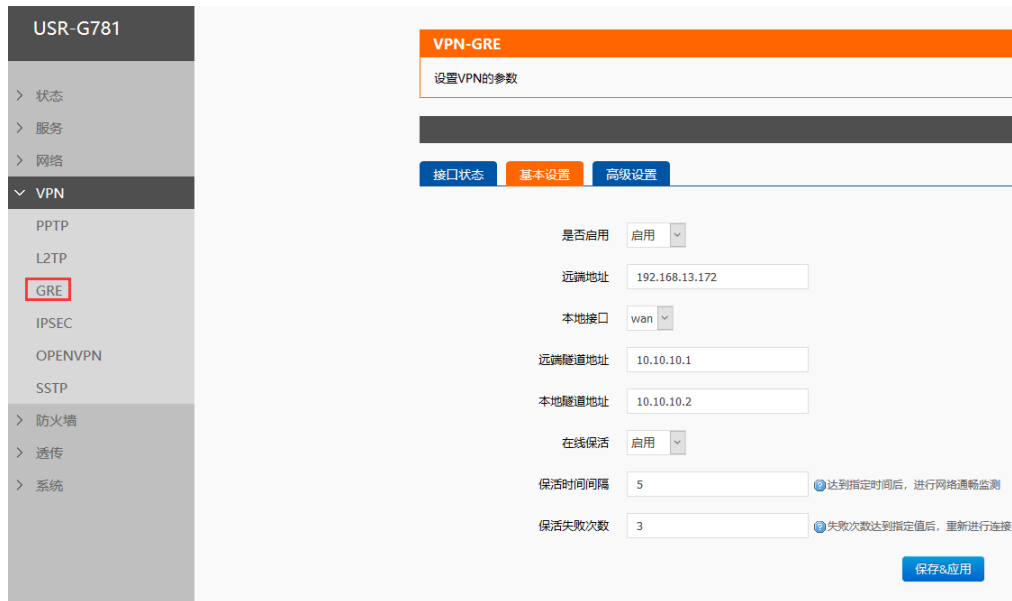 USR-G781
状态
服务
网络
VPN
PPTP
L2TP
GRE
IPSEC
OPENVPN
SSTP
防火墙
透传
系统
VPN-GRE
设置VPN的参数
接口状态 基本设置 高级设置
是否启用 启用
远端地址 192.168.13.172
本地接口 wan
远端隧道地址 10.10.10.1
本地隧道地址 10.10.10.2
在线保活 启用
保活时间间隔 5 达到指定时间后，进行网络通畅监测
保活失败次数 3 失败次数达到指定值后，重新进行连接
保存&应用